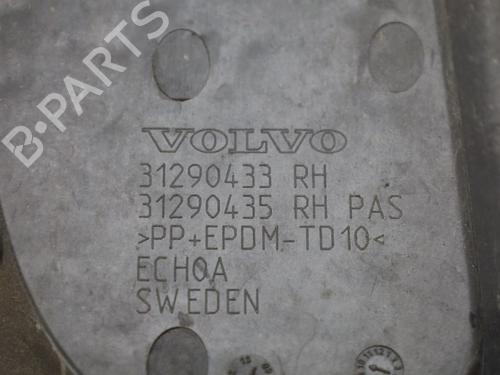 B-PARTS
VOLVO
31290433 RH
31290435 RH PAS
>PP+EPDM-TD10<
ECHOA
SWEDEN